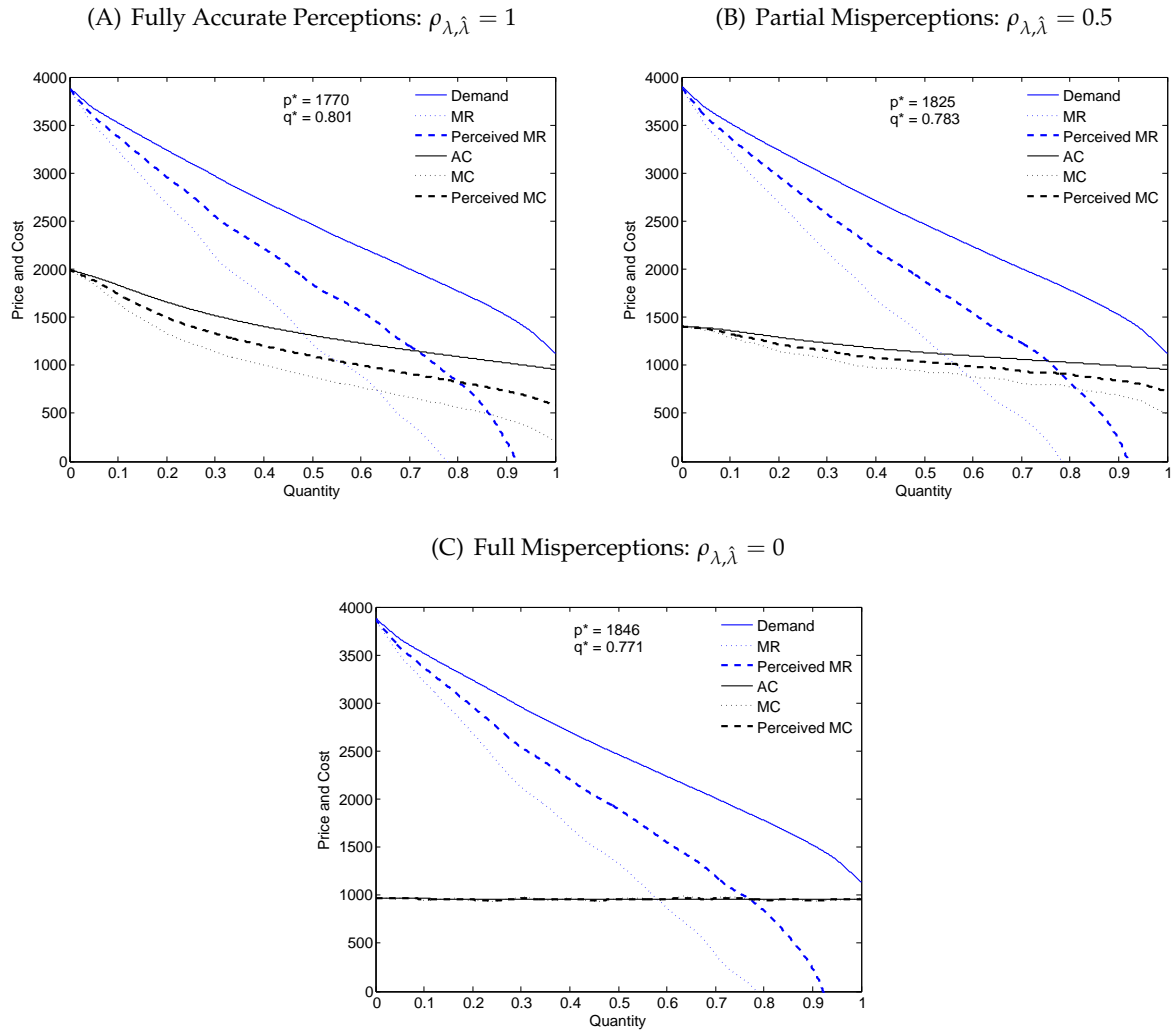 (A) Fully Accurate Perceptions: ρλ,λ̂ = 1
4000
3500
3000
2500
2000
1500
1000
500
0
Price and Cost
p* = 1770
q* = 0.801
Demand
MR
Perceived MR
AC
MC
Perceived MC
0 0.1 0.2 0.3 0.4 0.5 0.6 0.7 0.8 0.9 1
Quantity
(B) Partial Misperceptions: ρλ,λ̂ = 0.5
4000
3500
3000
2500
2000
1500
1000
500
0
Price and Cost
p* = 1825
q* = 0.783
Demand
MR
Perceived MR
AC
MC
Perceived MC
0 0.1 0.2 0.3 0.4 0.5 0.6 0.7 0.8 0.9 1
Quantity
(C) Full Misperceptions: ρλ,λ̂ = 0
4000
3500
3000
2500
2000
1500
1000
500
0
Price and Cost
p* = 1846
q* = 0.771
Demand
MR
Perceived MR
AC
MC
Perceived MC
0 0.1 0.2 0.3 0.4 0.5 0.6 0.7 0.8 0.9 1
Quantity